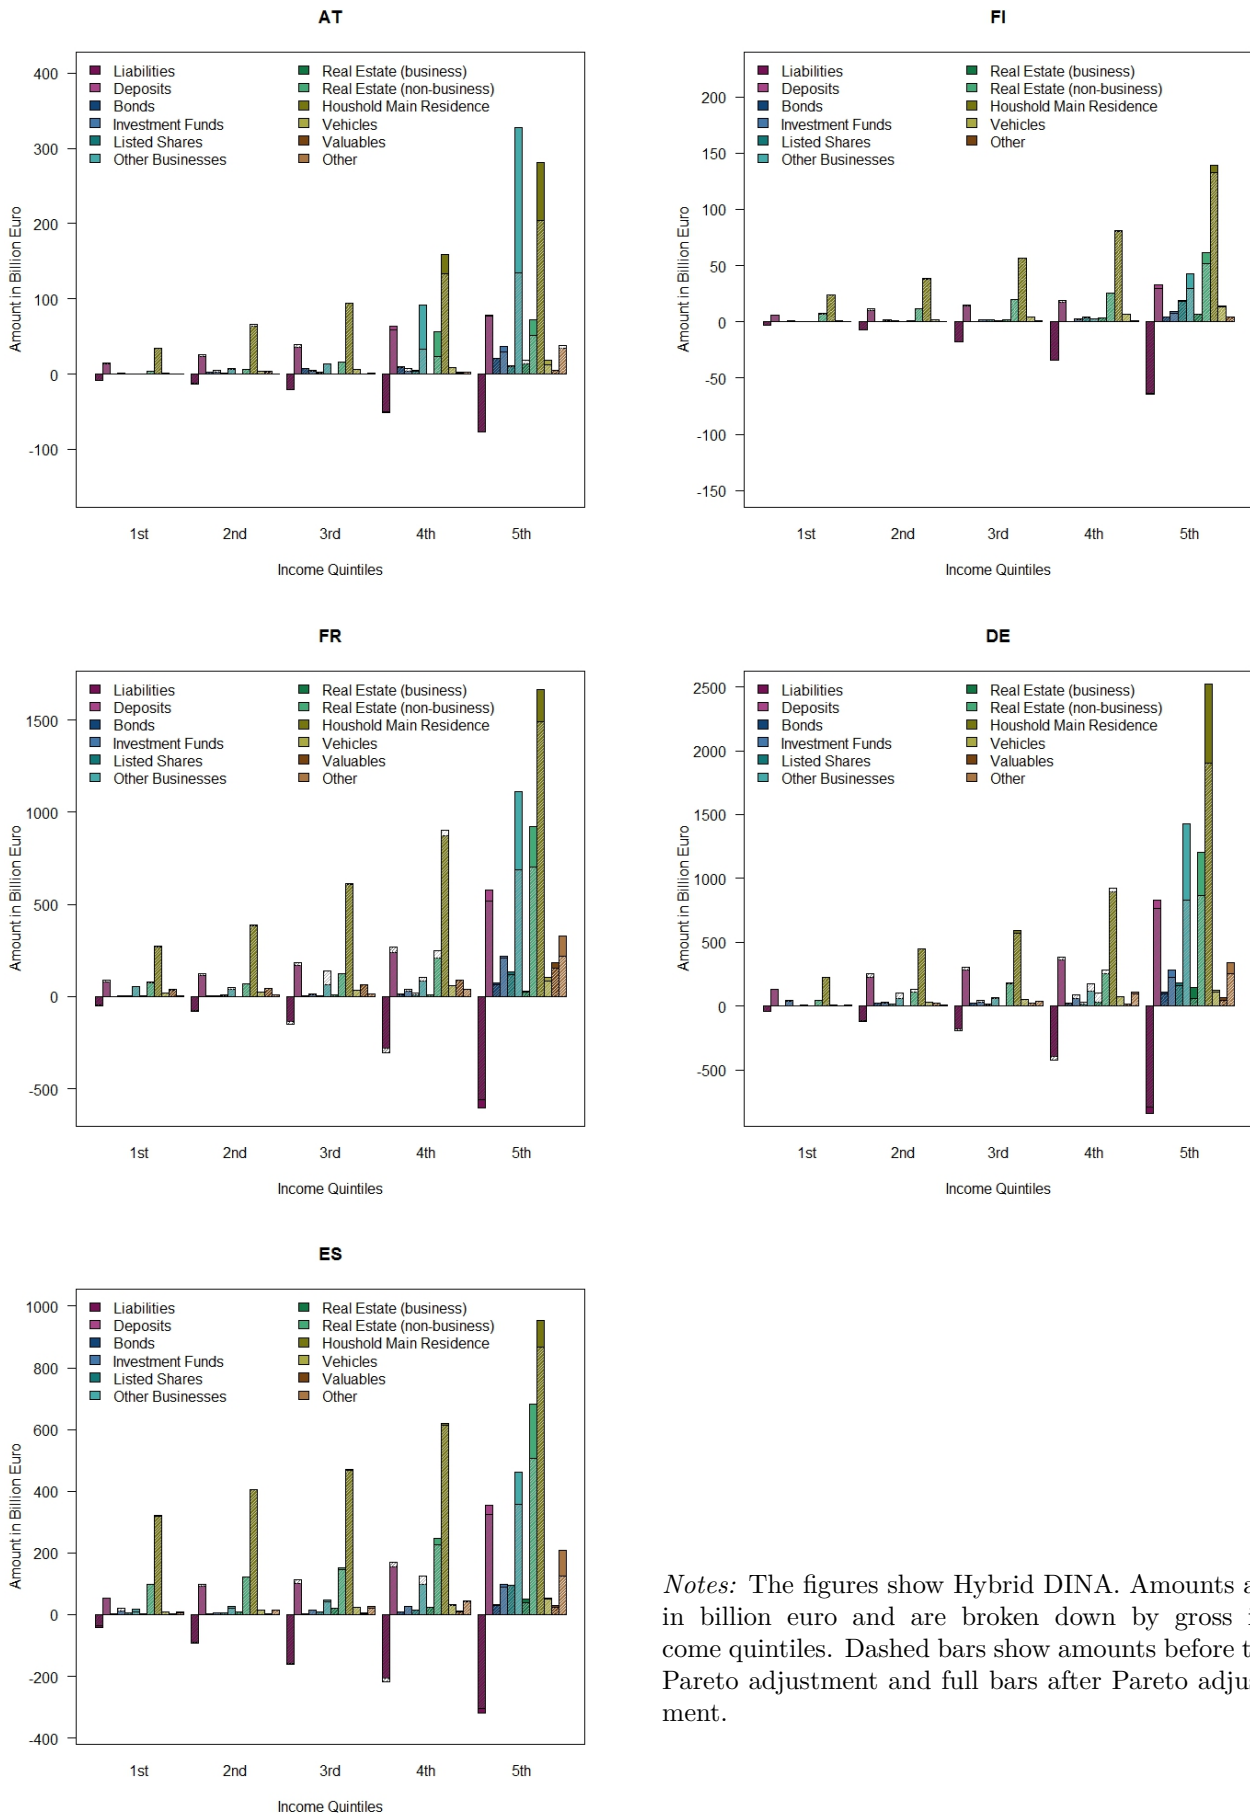 AT
400
300
200
100
0
-100
Amount in Billion Euro
Liabilities
Deposits
Bonds
Investment Funds
Listed Shares
Other Businesses
Real Estate (business)
Real Estate (non-business)
Houshold Main Residence
Vehicles
Valuables
Other
1st 2nd 3rd 4th 5th
Income Quintiles
FI
200
150
100
50
0
-50
-100
-150
Amount in Billion Euro
Liabilities
Deposits
Bonds
Investment Funds
Listed Shares
Other Businesses
Real Estate (business)
Real Estate (non-business)
Houshold Main Residence
Vehicles
Other
1st 2nd 3rd 4th 5th
Income Quintiles
FR
1500
1000
500
0
-500
Amount in Billion Euro
Liabilities
Deposits
Bonds
Investment Funds
Listed Shares
Other Businesses
Real Estate (business)
Real Estate (non-business)
Houshold Main Residence
Vehicles
Valuables
Other
1st 2nd 3rd 4th 5th
Income Quintiles
DE
2500
2000
1500
1000
500
0
-500
Amount in Billion Euro
Liabilities
Deposits
Bonds
Investment Funds
Listed Shares
Other Businesses
Real Estate (business)
Real Estate (non-business)
Houshold Main Residence
Vehicles
Valuables
Other
1st 2nd 3rd 4th 5th
Income Quintiles
ES
1000
800
600
400
200
0
-200
-400
Amount in Billion Euro
Liabilities
Deposits
Bonds
Investment Funds
Listed Shares
Other Businesses
Real Estate (business)
Real Estate (non-business)
Houshold Main Residence
Vehicles
Valuables
Other
1st 2nd 3rd 4th 5th
Income Quintiles
Notes: The figures show Hybrid DINA. Amounts
in billion euro and are broken down by gross
come quintiles. Dashed bars show amounts before
Pareto adjustment and full bars after Pareto
ment.